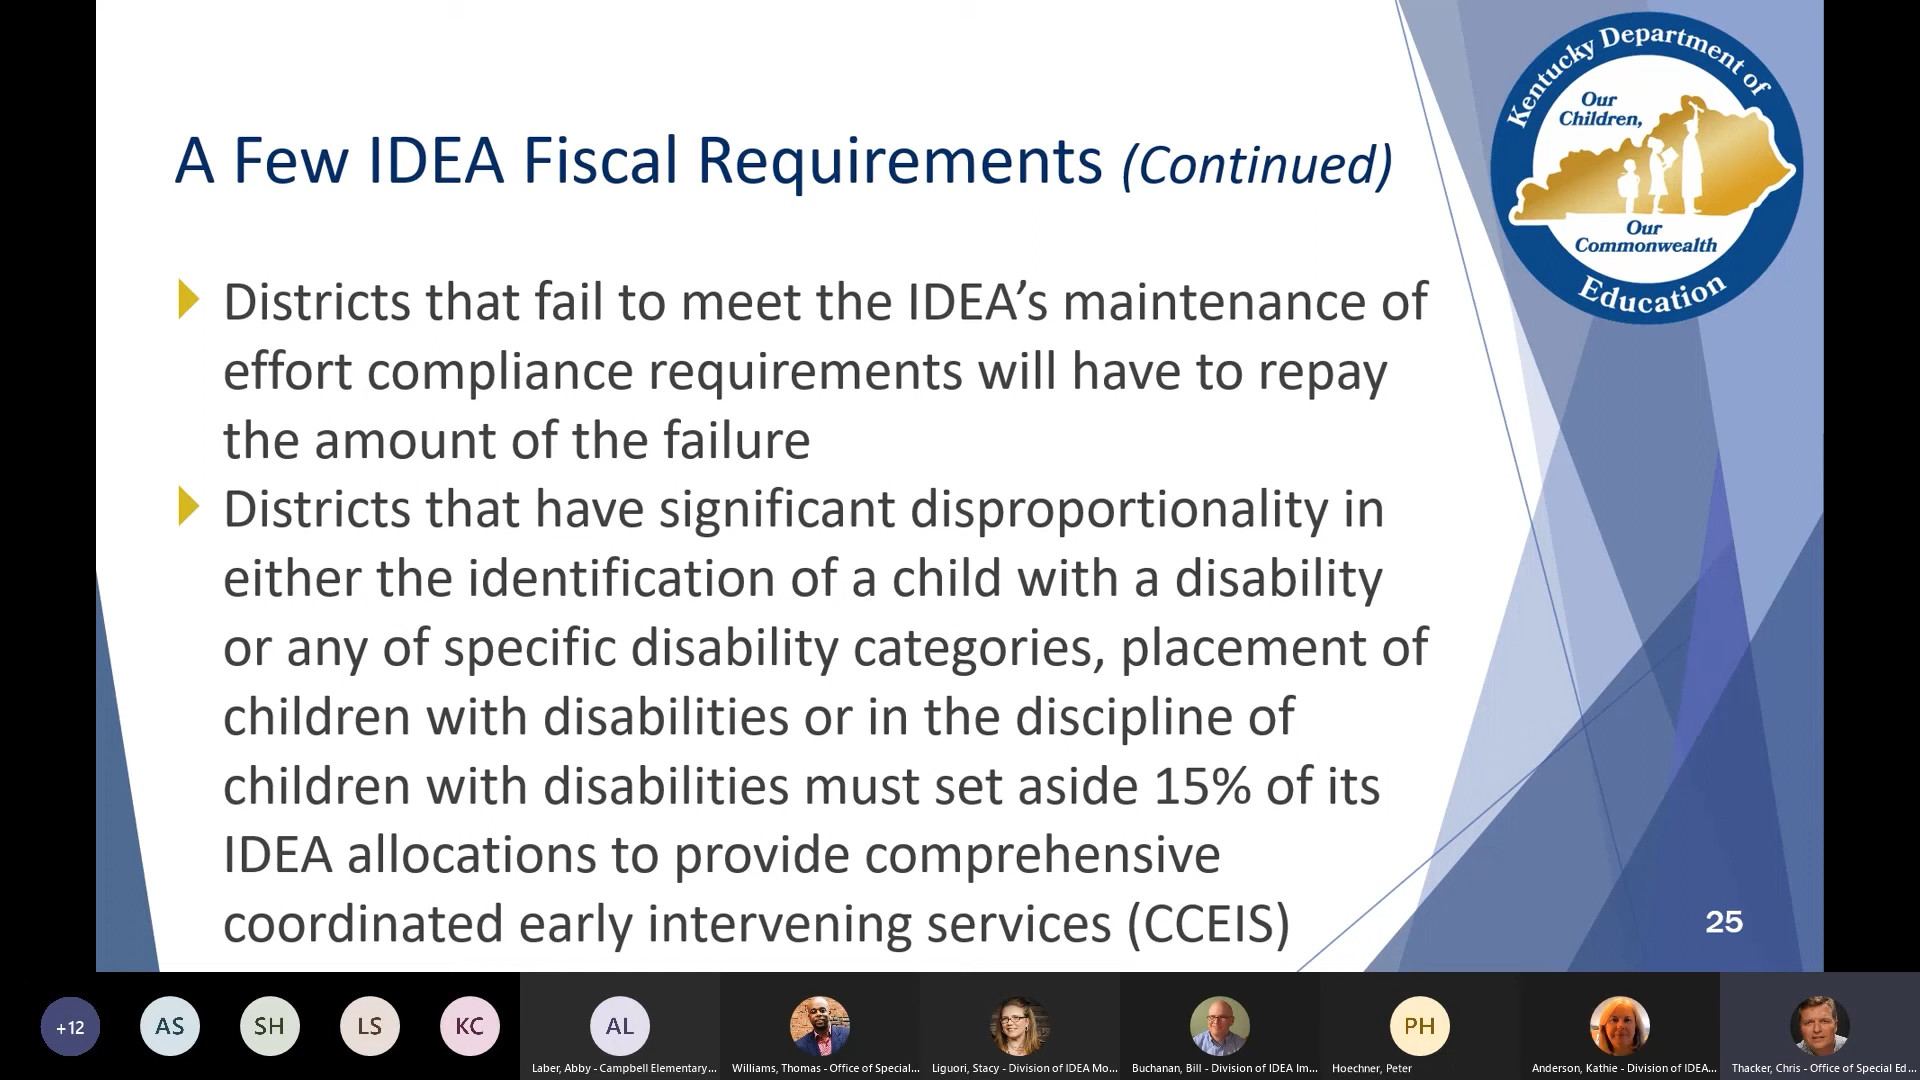 Kentucky Department of
Our
Children,
Our
Commonwealth
Education
A Few IDEA Fiscal Requirements (Continued)
Districts that fail to meet the IDEA’s maintenance of
effort compliance requirements will have to repay
the amount of the failure
Districts that have significant disproportionality in
either the identification of a child with a disability
or any of specific disability categories, placement of
children with disabilities or in the discipline of
children with disabilities must set aside 15% of its
IDEA allocations to provide comprehensive
coordinated early intervening services (CCEIS)
25
+12
AS
SH
LS
KC
AL
PH
Laber, Abby - Campbell Elementary...
Williams, Thomas - Office of Special...
Liguori, Stacy - Division of IDEA Mo...
Buchanan, Bill - Division of IDEA Im...
Hoechner, Peter
Anderson, Kathie - Division of IDEA...
Thacker, Chris - Office of Special Ed...